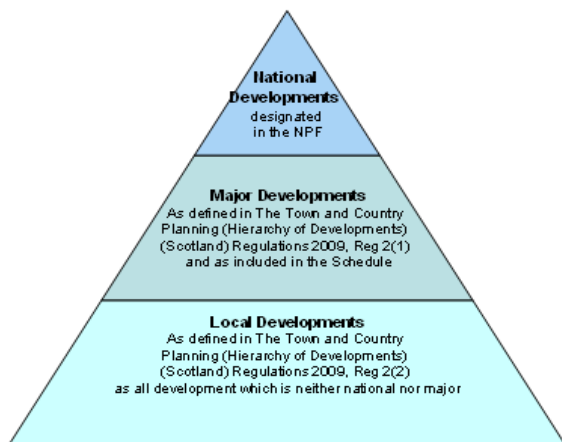 National
Developments
designated
in the NPF
Major Developments
As defined in The Town and Country
Planning (Hierarchy of Developments)
(Scotland) Regulations 2009, Reg 2(1)
and as included in the Schedule
Local Developments
As defined in The Town and Country
Planning (Hierarchy of Developments)
(Scotland) Regulations 2009, Reg 2(2)
as all development which is neither national nor major